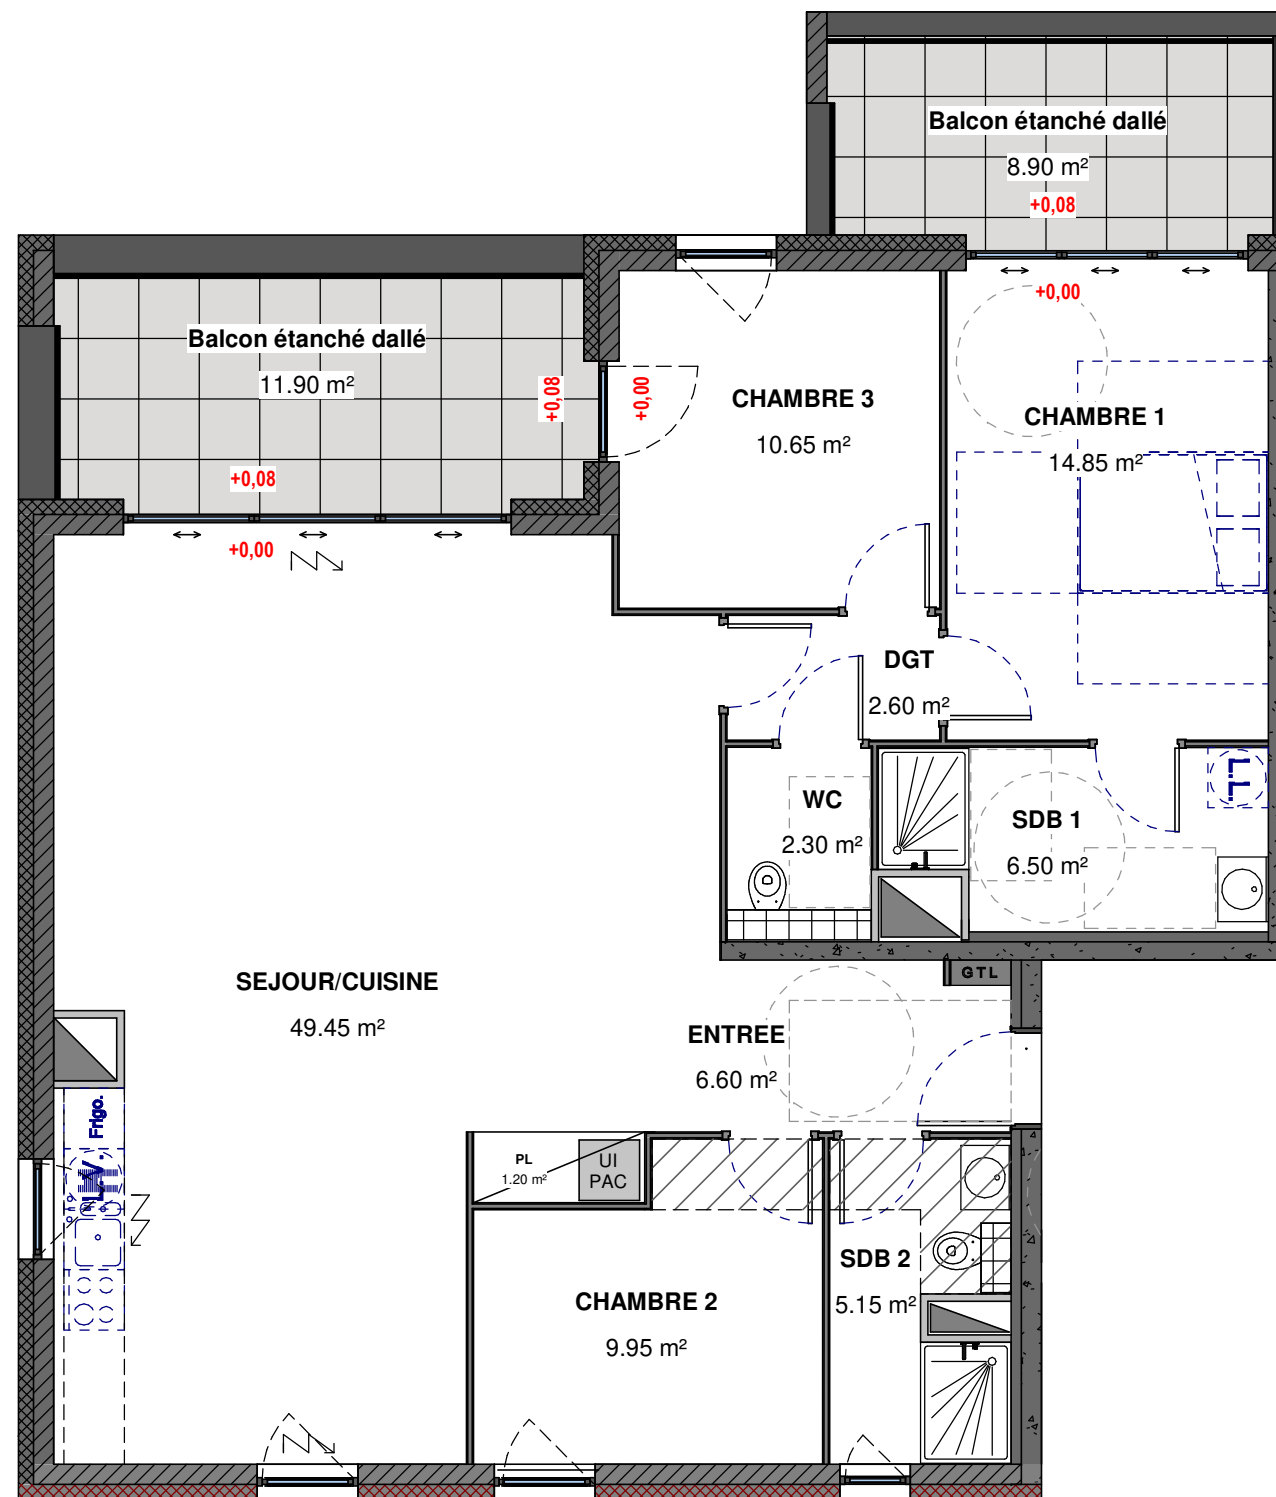 Balcon étanché dallé
8.90 m²
+0,08
+0,00
Balcon étanché dallé
11.90 m²
+0,08
+0,00
+0,08
+0,00
CHAMBRE 3
10.65 m²
CHAMBRE 1
14.85 m²
DGT
2.60 m²
WC
2.30 m²
SDB 1
6.50 m²
L.L.
SEJOUR/CUISINE
49.45 m²
GTL
ENTREE
6.60 m²
Frigo.
L.V.
PL
1.20 m²
UI
PAC
SDB 2
5.15 m²
CHAMBRE 2
9.95 m²